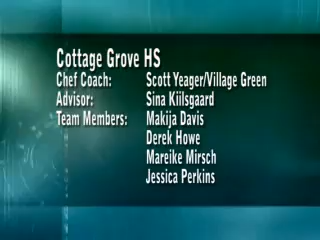 Cottage Grove HS
Chef Coach: Scott Yeager/Village Green
Advisor: Sina Kiilsgaard
Team Members: Makija Davis
Derek Howe
Mareike Mirsch
Jessica Perkins